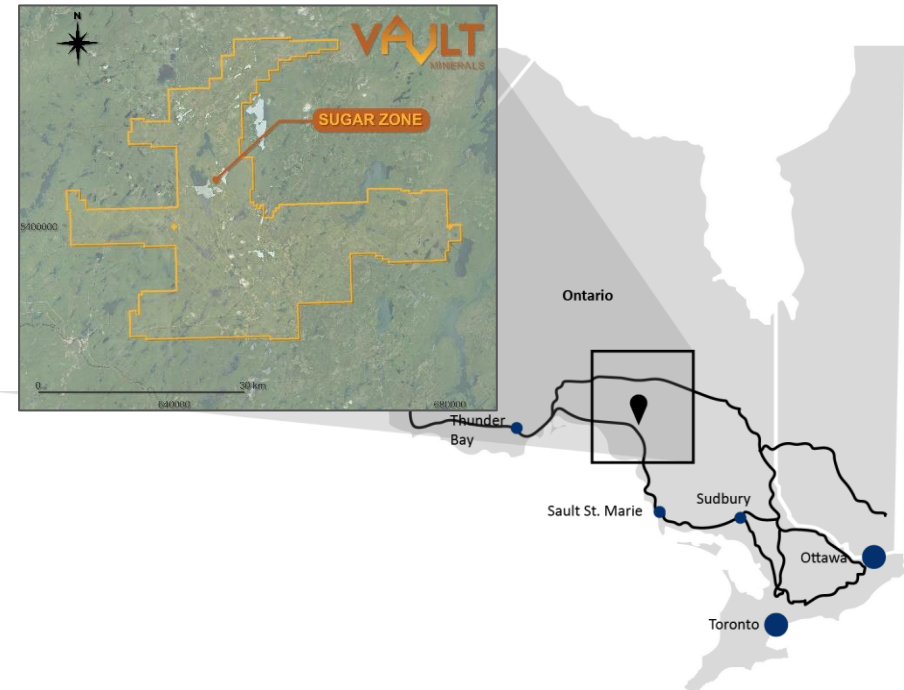 N
VAULT
MINERALS
SUGAR ZONE
5400000
0
30 km
640000
680000
Ontario
Thunder
Bay
Sault St. Marie
Sudbury
Ottawa
Toronto